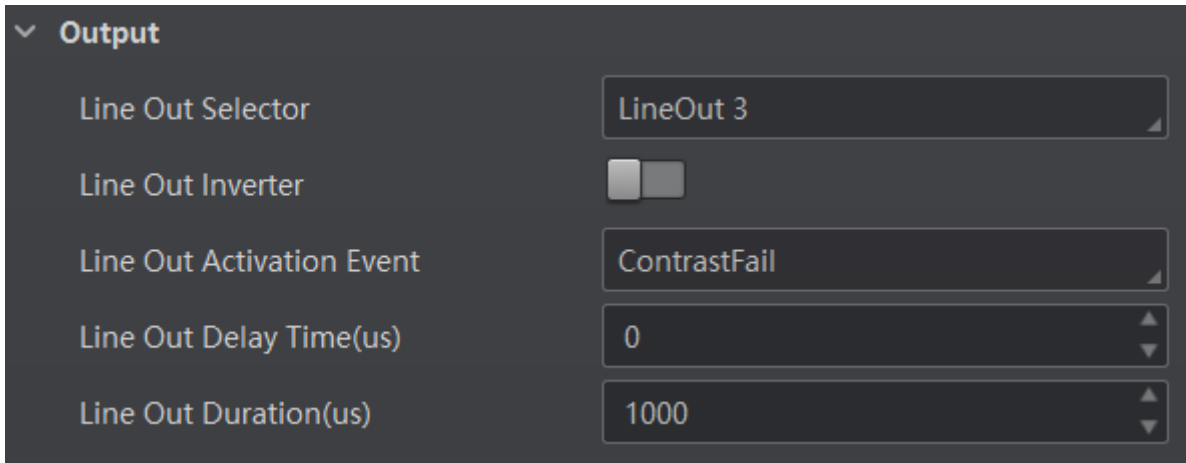 Output
Line Out Selector LineOut 3
Line Out Inverter
Line Out Activation Event ContrastFail
Line Out Delay Time(us) 0
Line Out Duration(us) 1000